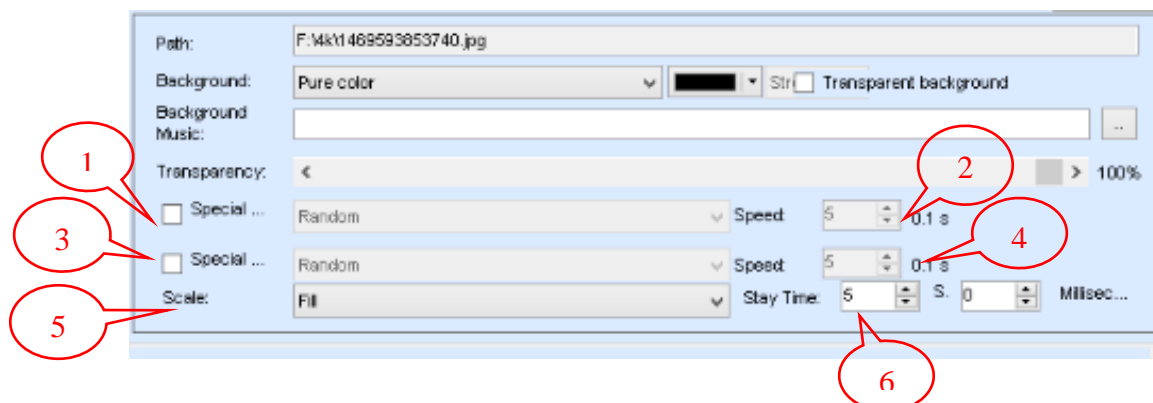 Path: F:\4k\1469593853740.jpg
Background: Pure color Transparent background
Background
Music: ..
1
Transparency: 100%
2
Special ... Random Speed: 5 0.1 s
3
4
Special ... Random Speed: 5 0.1 s
Scale: Fill Stay Time: 5 S. 0 Millisec...
5
6